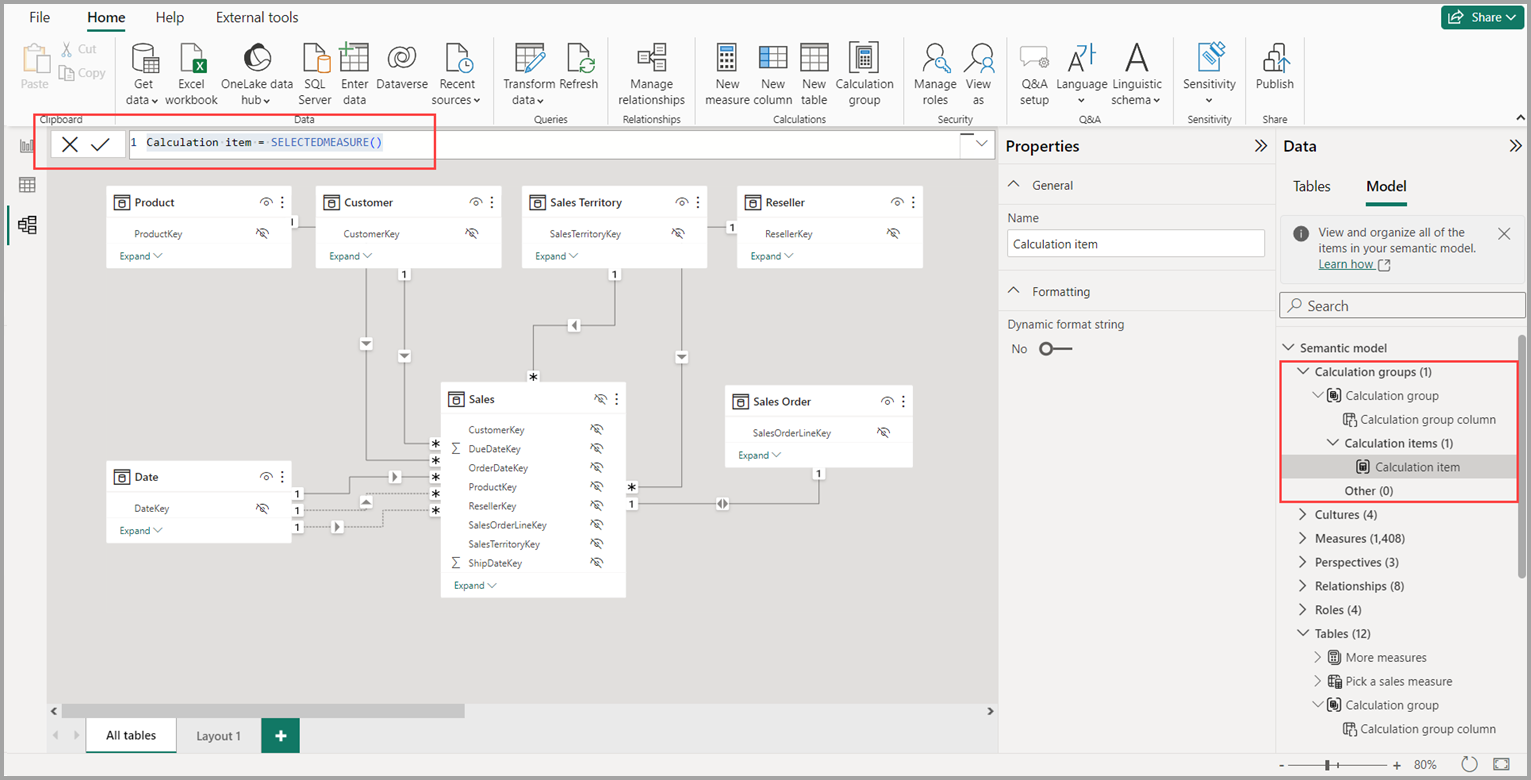 File Home Help External tools
Share
Paste
Cut
Copy
Clipboard
Get
data
Excel
workbook
OneLake data
hub
SQL
Server
Enter
data
Dataverse
Recent
sources
Data
Transform
data
Refresh
Queries
Manage
relationships
Relationships
New
measure
New
column
New
table
Calculation
group
Calculations
Manage
roles
View
as
Security
Q&A
setup
Language
Linguistic
schema
Q&A
Sensitivity
Sensitivity
Publish
Share
1 Calculation item = SELECTEDMEASURE()
Product
ProductKey
Expand
Customer
CustomerKey
Expand
Sales Territory
SalesTerritoryKey
Expand
Reseller
ResellerKey
Expand
1
1
1
1
*
Sales
CustomerKey
DueDateKey
OrderDateKey
ProductKey
ResellerKey
SalesOrderLineKey
SalesTerritoryKey
ShipDateKey
Expand
*
*
*
*
*
*
1
Sales Order
SalesOrderLineKey
Expand
1
Date
DateKey
Expand
1
1
1
All tables
Layout 1
+
Properties
General
Name
Calculation item
Formatting
Dynamic format string
No
Data
Tables Model
View and organize all of the
items in your semantic model.
Learn how
Search
Semantic model
Calculation groups (1)
Calculation group
Calculation group column
Calculation items (1)
Calculation item
Other (0)
Cultures (4)
Measures (1,408)
Perspectives (3)
Relationships (8)
Roles (4)
Tables (12)
More measures
Pick a sales measure
Calculation group
Calculation group column
- + 80%